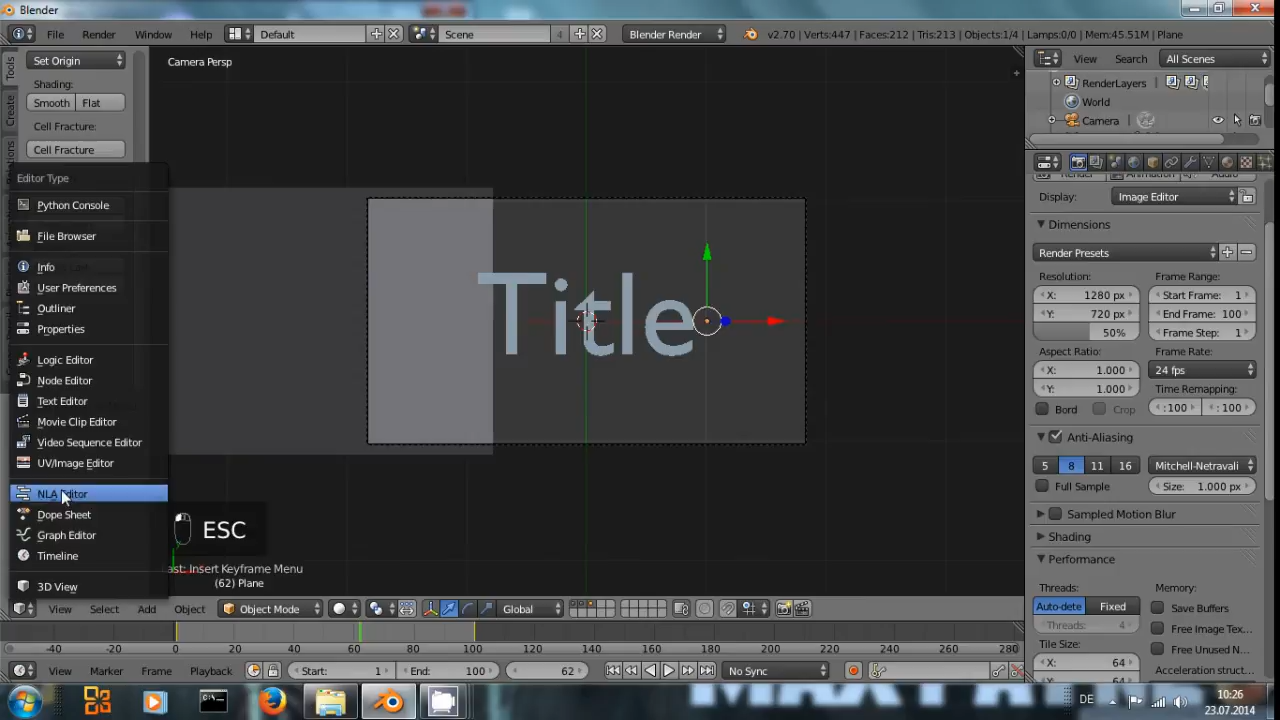 Blender
File Render Window Help Default Scene 4 Blender Render v2.70 | Verts:447 | Faces:212 | Tris:213 | Objects:1/4 | Lamps:0/0 | Mem:45.51M | Plane
Set Origin
Shading:
Smooth Flat
Cell Fracture:
Cell Fracture
Tools
Create
Camera Persp
View Search All Scenes
RenderLayers
World
Camera
Editor Type
Python Console
File Browser
Info
User Preferences
Outliner
Properties
Logic Editor
Node Editor
Text Editor
Movie Clip Editor
Video Sequence Editor
UV/Image Editor
NLA Editor
Dope Sheet
Graph Editor
Timeline
3D View
Title
ESC
ast: Insert Keyframe Menu
(62) Plane
Display: Image Editor
Dimensions
Render Presets
Resolution: Frame Range:
X: 1280 px Start Frame: 1
Y: 720 px End Frame: 100
50% Frame Step: 1
Aspect Ratio: Frame Rate:
X: 1.000 24 fps
Y: 1.000 Time Remapping:
Bord Crop :100 :100
Anti-Aliasing
5 8 11 16 Mitchell-Netravali
Full Sample Size: 1.000 px
Sampled Motion Blur
Shading
Performance
Threads: Memory:
Auto-dete Fixed Save Buffers
Threads: 4 Free Image Tex...
Tile Size: Free Unused N...
X: 64 Acceleration struct...
Y: 64
View Select Add Object Object Mode Global
-40 -20 0 20 40 60 80 100 120 140 160 180 200 220 240 260 280
View Marker Frame Playback Start: 1 End: 100 62 No Sync
DE
10:26
23.07.2014